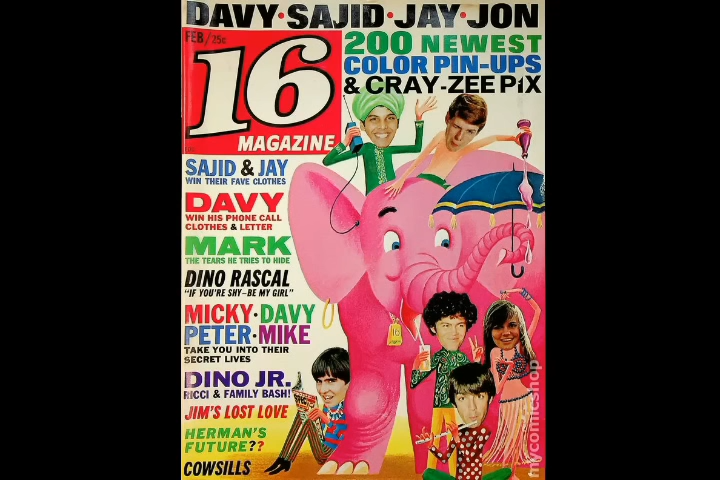 DAVY·SAJID·JAY·JON
FEB/25c
16
MAGAZINE
200 NEWEST
COLOR PIN-UPS
& CRAY-ZEE PIX
SAJID & JAY
WIN THEIR FAVE CLOTHES
DAVY
WIN HIS PHONE CALL
CLOTHES & LETTER
MARK
THE TEARS HE TRIES TO HIDE
DINO RASCAL
"IF YOU'RE SHY–BE MY GIRL"
MICKY·DAVY
PETER·MIKE
TAKE YOU INTO THEIR
SECRET LIVES
DINO JR.
RICCI & FAMILY BASH!
JIM'S LOST LOVE
HERMAN'S
FUTURE??
COWSILLS
16
16
mycomicshop